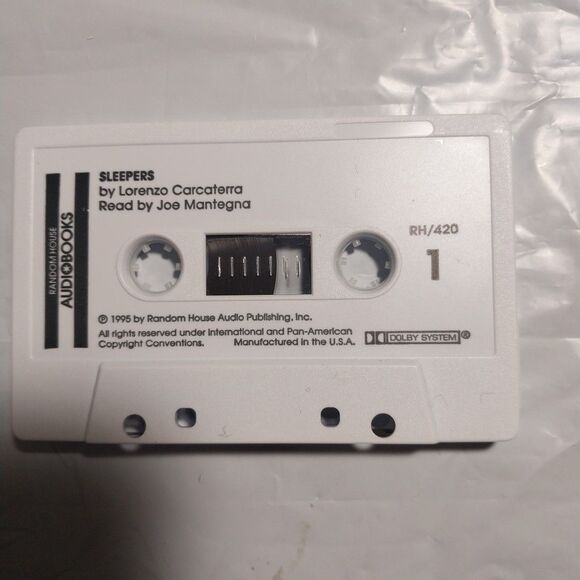 SLEEPERS
by Lorenzo Carcaterra
Read by Joe Mantegna
RANDOM HOUSE
AUDIOBOOKS
RH/420
1
℗ 1995 by Random House Audio Publishing, Inc.
All rights reserved under International and Pan-American
Copyright Conventions. Manufactured in the U.S.A.
DOLBY SYSTEM ®